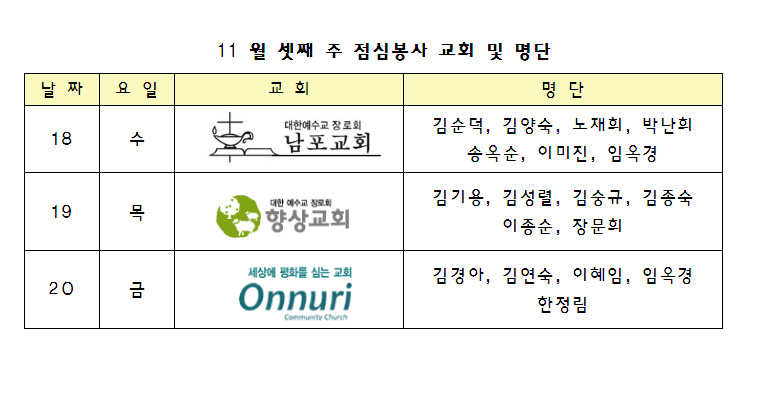 11 월 셋째 주 점심봉사 교회 및 명단
날 짜 요 일 교 회 명 단
18 수 대한예수교 장로회 남포교회 김순덕, 김양숙, 노재희, 박난희
송옥순, 이미진, 임옥경
19 목 대한 예수교 장로회 향상교회 김기용, 김성렬, 김승규, 김종숙
이종순, 장문희
20 금 세상에 평화를 심는 교회 Onnuri Community Church 김경아, 김연숙, 이혜임, 임옥경
한정림